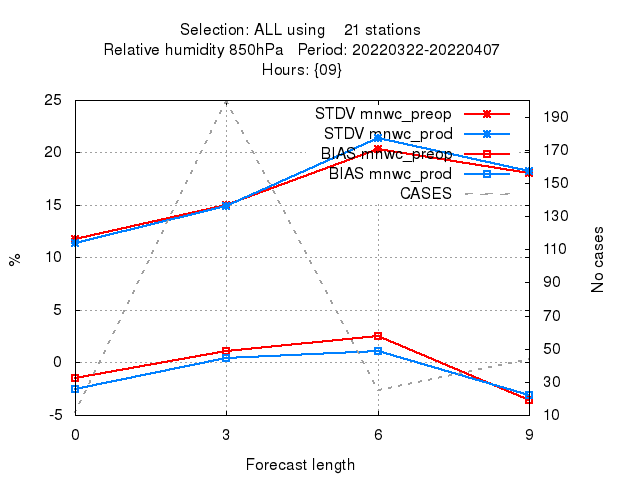 Selection: ALL using    21 stations
Relative humidity 850hPa   Period: 20220322-20220407
Hours: {09}
STDV mnwc_preop
STDV mnwc_prod
BIAS mnwc_preop
BIAS mnwc_prod
CASES
25
20
15
10
5
0
-5
%
190
170
150
130
110
90
70
50
30
10
No cases
0 3 6 9
Forecast length